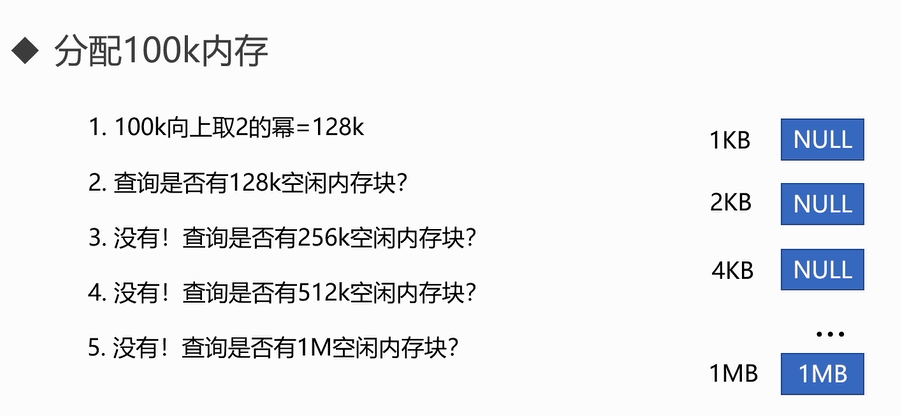 分配100k内存
1. 100k向上取2的幂=128k
2. 查询是否有128k空闲内存块?
3. 没有！查询是否有256k空闲内存块?
4. 没有！查询是否有512k空闲内存块?
5. 没有！查询是否有1M空闲内存块?
1KB NULL
2KB NULL
4KB NULL
...
1MB 1MB